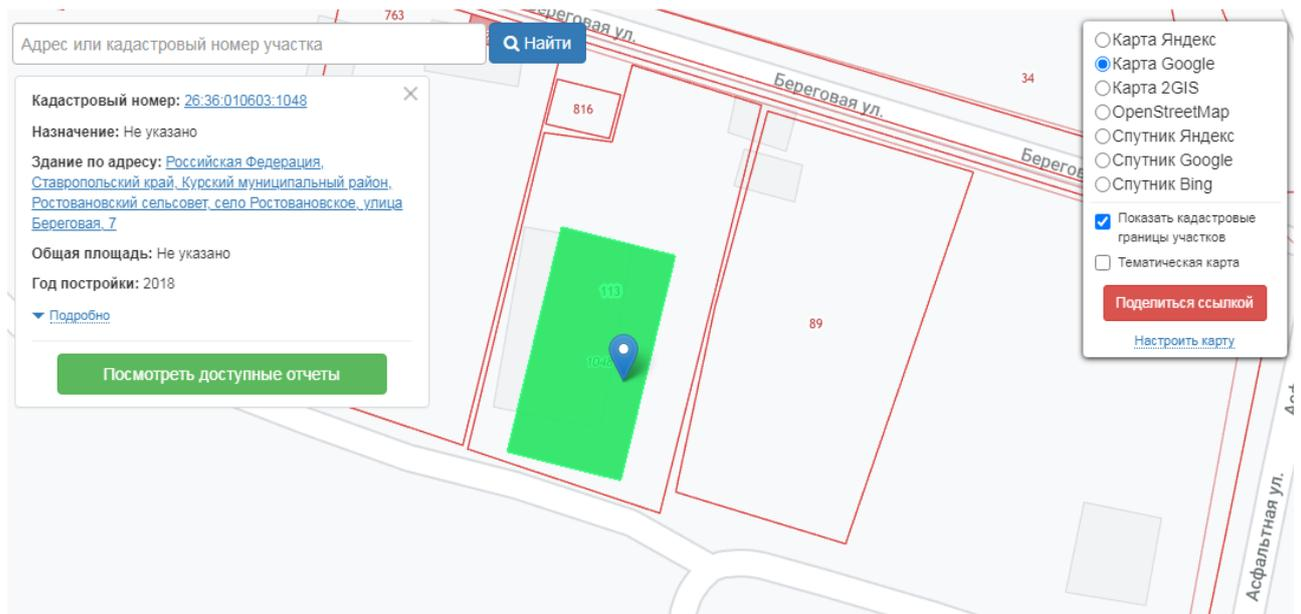 763
Береговая ул.
Адрес или кадастровый номер участка
Найти
Карта Яндекс
Карта Google
Карта 2GIS
OpenStreetMap
Спутник Яндекс
Спутник Google
Спутник Bing
Показать кадастровые
границы участков
Тематическая карта
Поделиться ссылкой
Настроить карту
Кадастровый номер: 26:36:010603:1048
Назначение: Не указано
Здание по адресу: Российская Федерация,
Ставропольский край, Курский муниципальный район,
Ростовановский сельсовет, село Ростовановское, улица
Береговая, 7
Общая площадь: Не указано
Год постройки: 2018
Подробно
Посмотреть доступные отчеты
816
Береговая ул.
34
Берегов
113
89
Асфальтная ул.